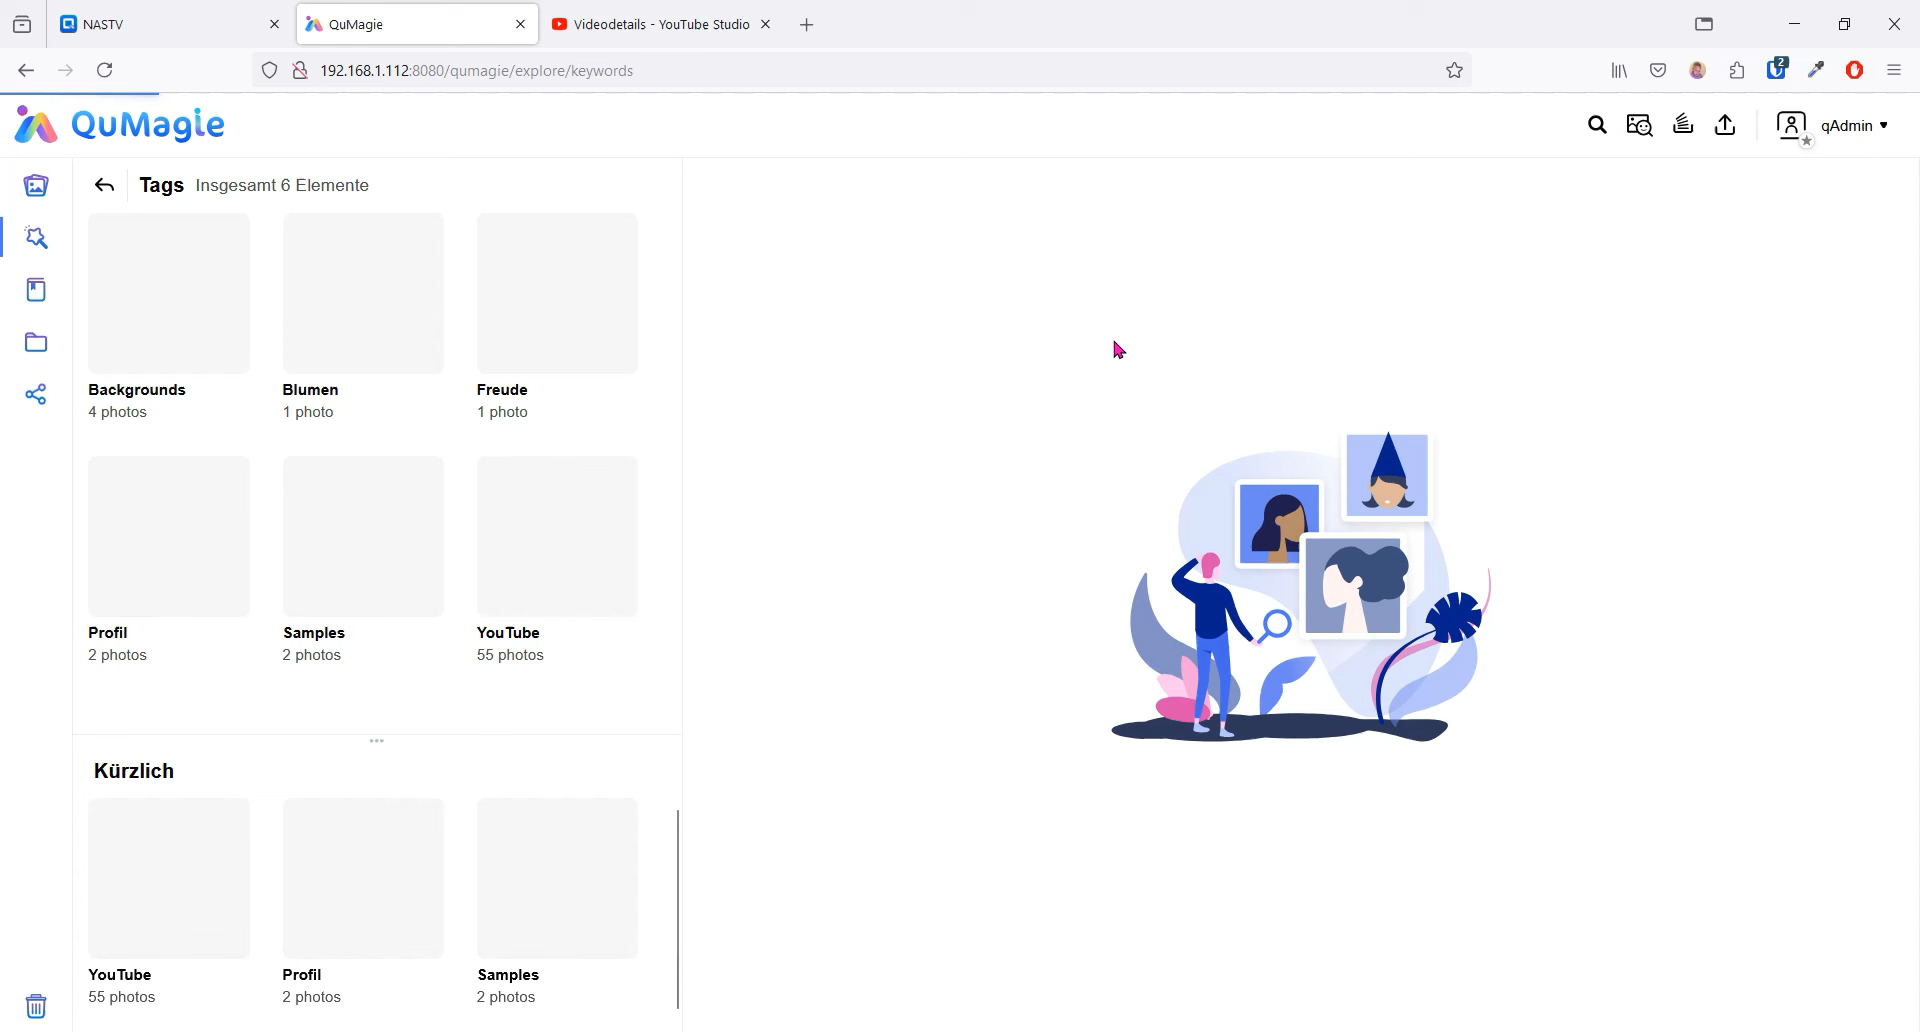 NASTV
QuMagie
Videodetails - YouTube Studio
192.168.1.112:8080/qumagie/explore/keywords
2
QuMagie
qAdmin
Tags Insgesamt 6 Elemente
Backgrounds
4 photos
Blumen
1 photo
Freude
1 photo
Profil
2 photos
Samples
2 photos
YouTube
55 photos
Kürzlich
YouTube
55 photos
Profil
2 photos
Samples
2 photos